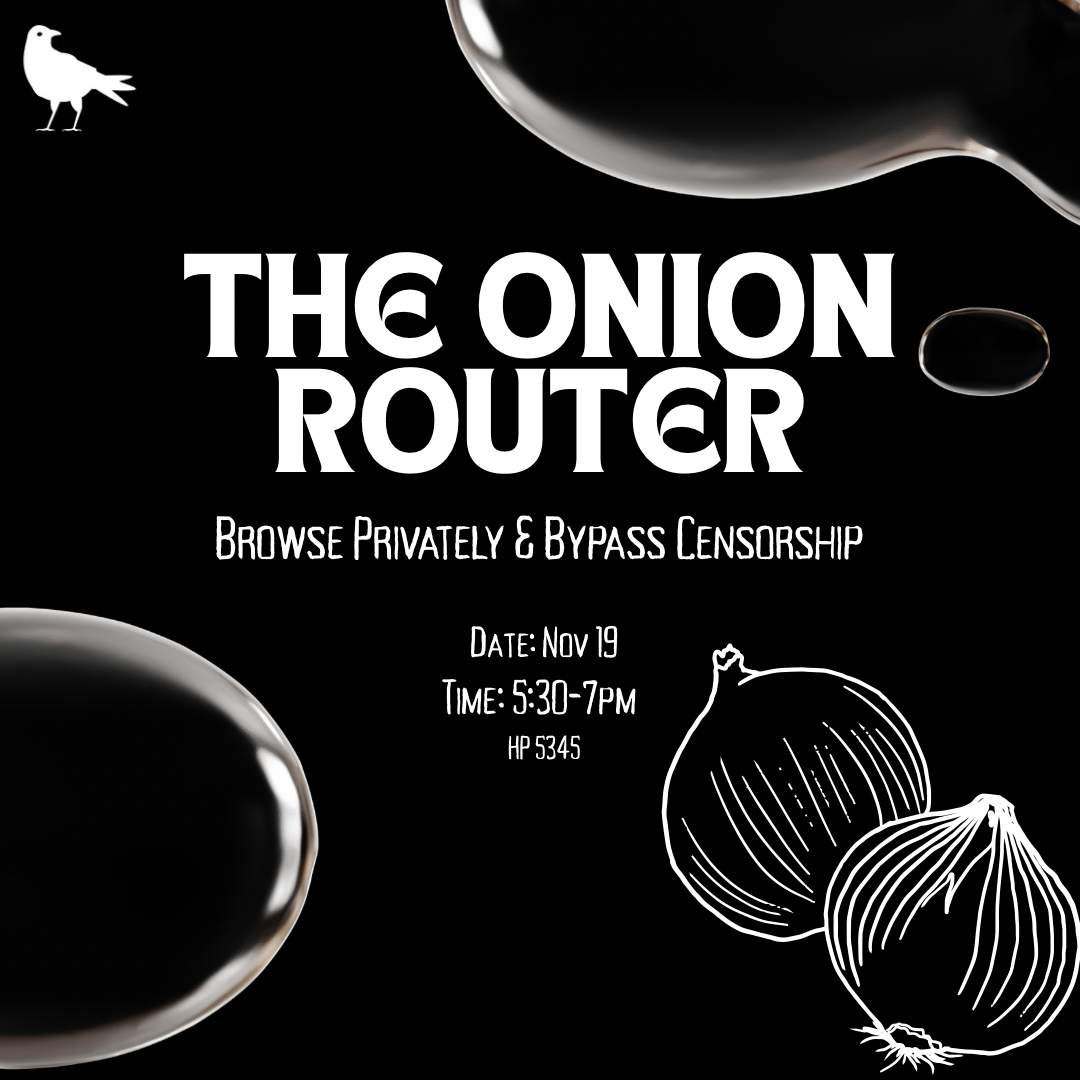 THE ONION
ROUTER
Browse Privately & Bypass Censorship
Date: Nov 19
Time: 5:30-7pm
HP 5345